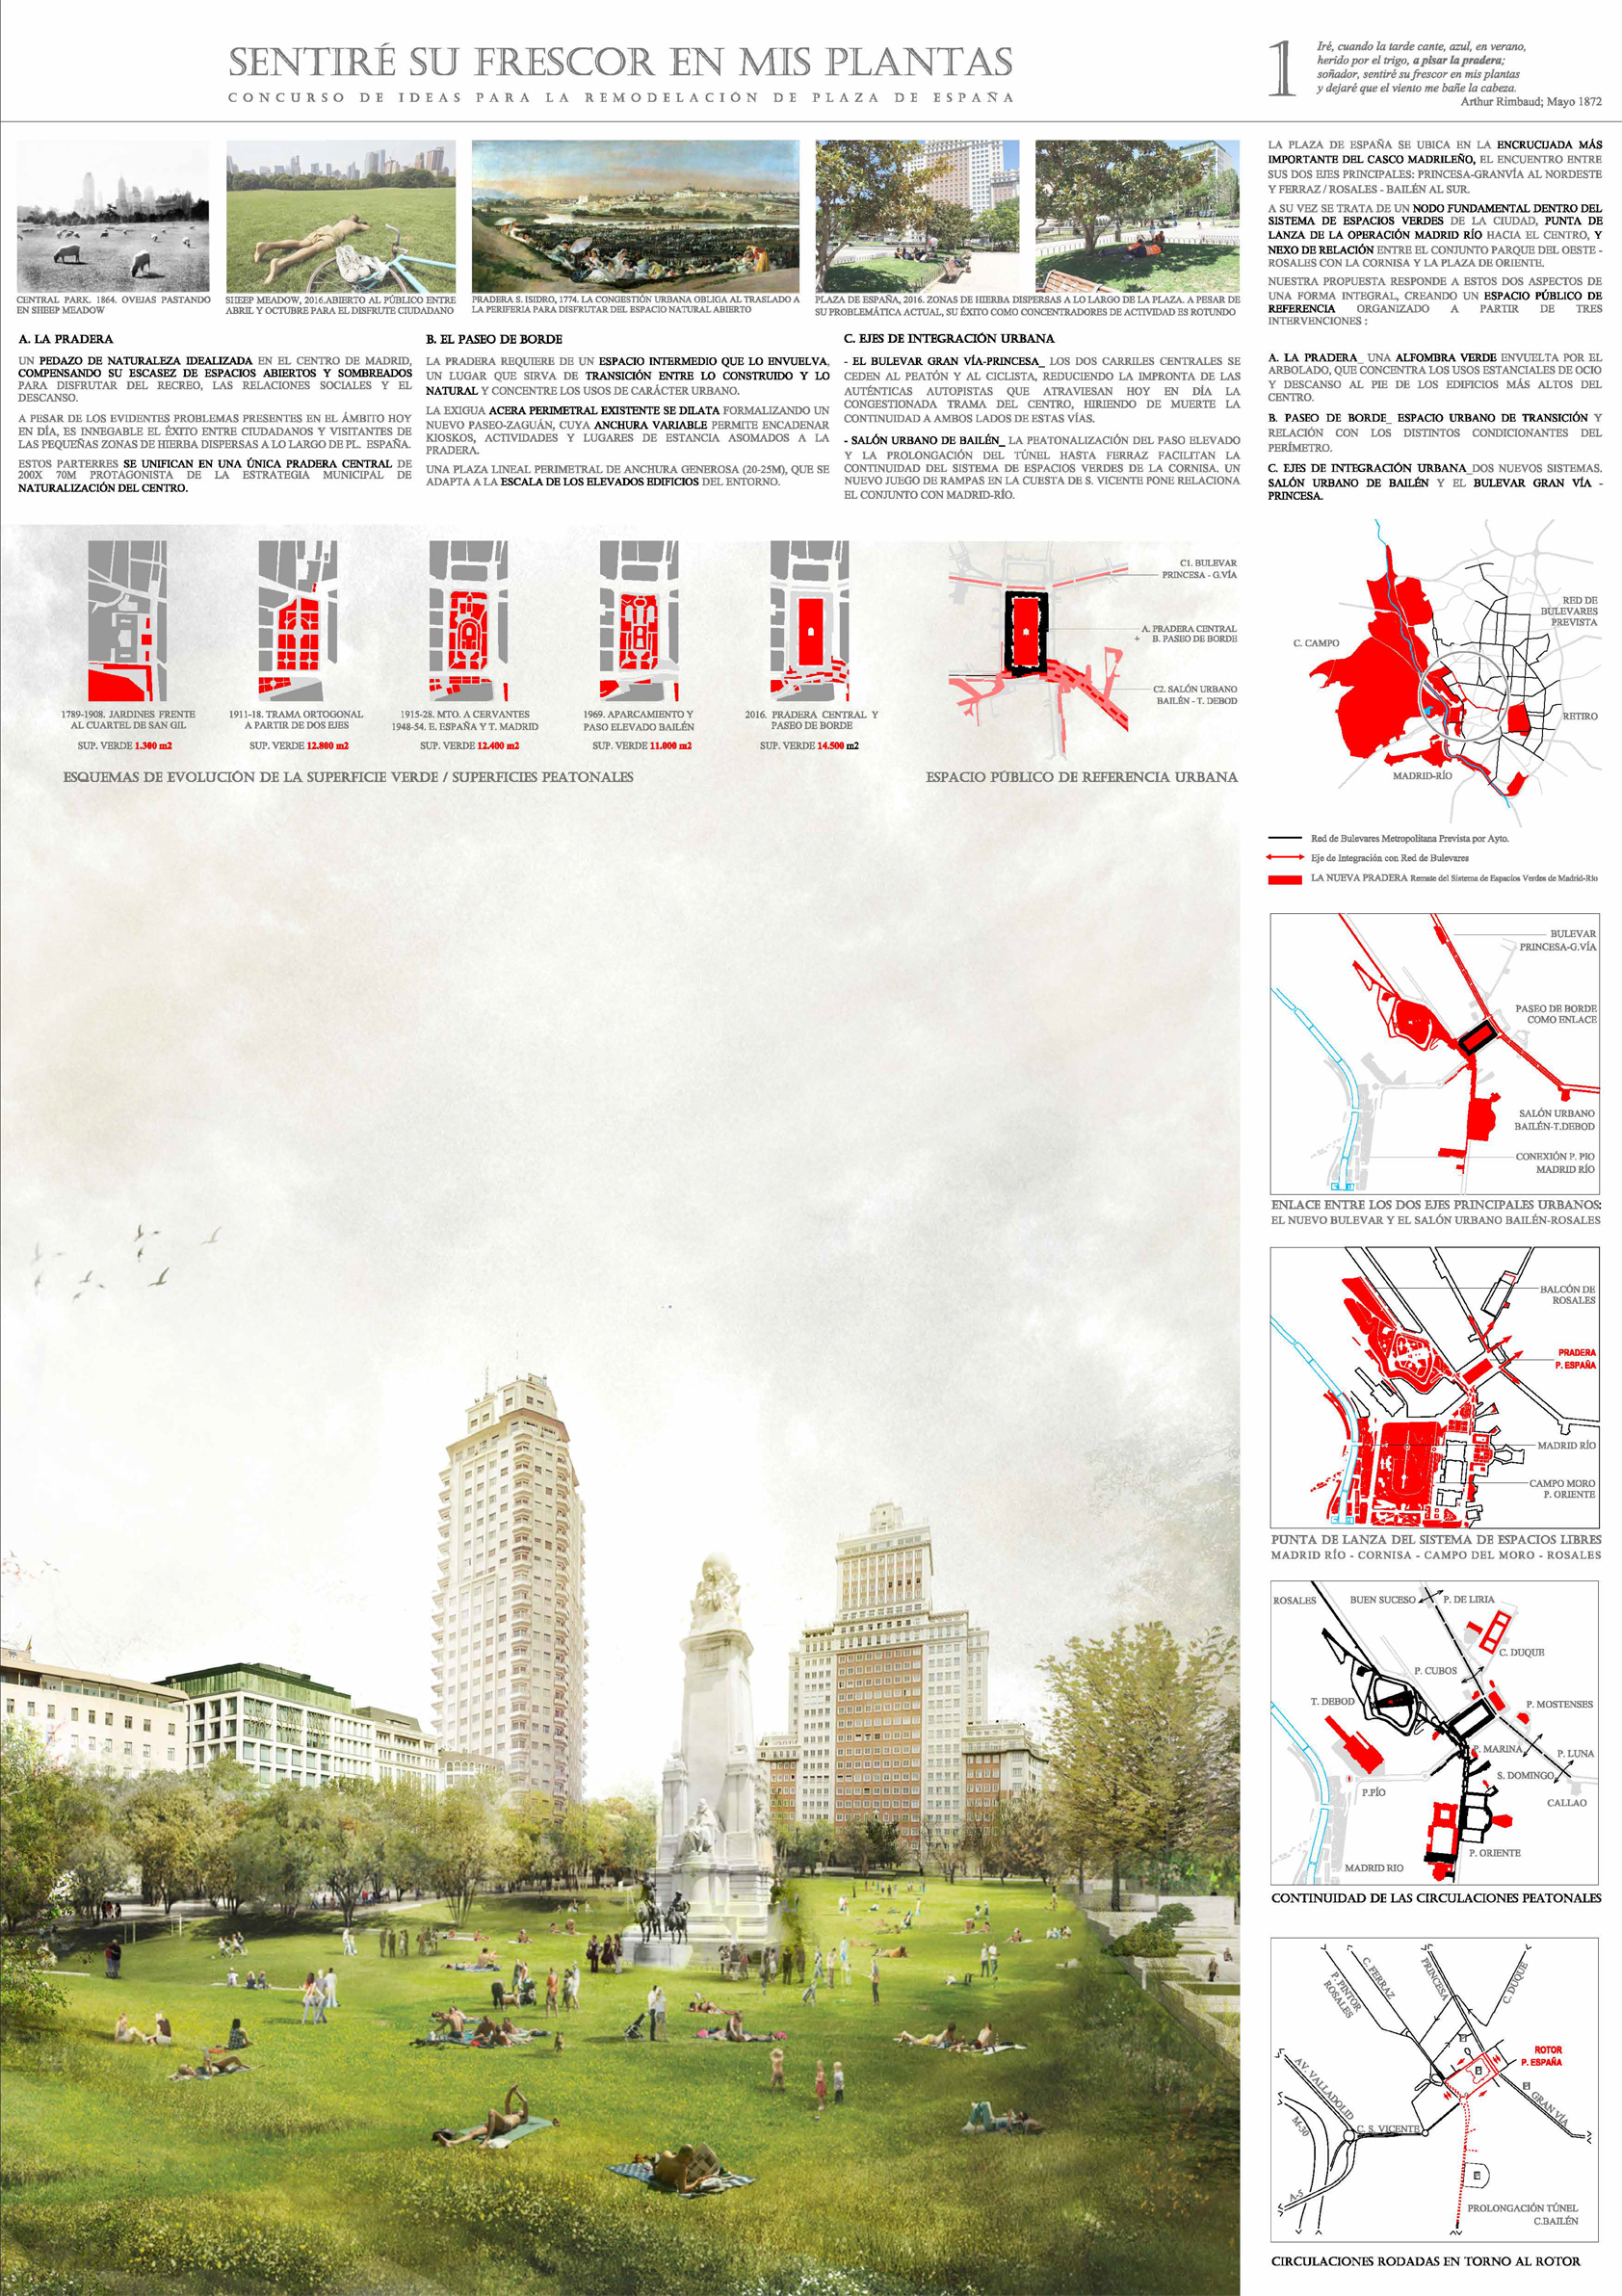 SENTIRÉ SU FRESCOR EN MIS PLANTAS
CONCURSO DE IDEAS PARA LA REMODELACIÓN DE PLAZA DE ESPAÑA
1
Iré, cuando la tarde cante, azul, en verano,
herido por el trigo, a pisar la pradera;
soñador, sentiré su frescor en mis plantas
y dejaré que el viento me bañe la cabeza.
Arthur Rimbaud; Mayo 1872
CENTRAL PARK. 1864. OVEJAS PASTANDO
EN SHEEP MEADOW
SHEEP MEADOW, 2016.ABIERTO AL PÚBLICO ENTRE
ABRIL Y OCTUBRE PARA EL DISFRUTE CIUDADANO
PRADERA S. ISIDRO, 1774. LA CONGESTIÓN URBANA OBLIGA AL TRASLADO A
LA PERIFERIA PARA DISFRUTAR DEL ESPACIO NATURAL ABIERTO
PLAZA DE ESPAÑA, 2016. ZONAS DE HIERBA DISPERSAS A LO LARGO DE LA PLAZA. A PESAR DE
SU PROBLEMÁTICA ACTUAL, SU ÉXITO COMO CONCENTRADORES DE ACTIVIDAD ES ROTUNDO
A. LA PRADERA
UN PEDAZO DE NATURALEZA IDEALIZADA EN EL CENTRO DE MADRID,
COMPENSANDO SU ESCASEZ DE ESPACIOS ABIERTOS Y SOMBREADOS
PARA DISFRUTAR DEL RECREO, LAS RELACIONES SOCIALES Y EL
DESCANSO.
A PESAR DE LOS EVIDENTES PROBLEMAS PRESENTES EN EL ÁMBITO HOY
EN DÍA, ES INNEGABLE EL ÉXITO ENTRE CIUDADANOS Y VISITANTES DE
LAS PEQUEÑAS ZONAS DE HIERBA DISPERSAS A LO LARGO DE PL. ESPAÑA.
ESTOS PARTERRES SE UNIFICAN EN UNA ÚNICA PRADERA CENTRAL DE
200X 70M PROTAGONISTA DE LA ESTRATEGIA MUNICIPAL DE
NATURALIZACIÓN DEL CENTRO.
B. EL PASEO DE BORDE
LA PRADERA REQUIERE DE UN ESPACIO INTERMEDIO QUE LO ENVUELVA,
UN LUGAR QUE SIRVA DE TRANSICIÓN ENTRE LO CONSTRUIDO Y LO
NATURAL Y CONCENTRE LOS USOS DE CARÁCTER URBANO.
LA EXIGUA ACERA PERIMETRAL EXISTENTE SE DILATA FORMALIZANDO UN
NUEVO PASEO-ZAGUÁN, CUYA ANCHURA VARIABLE PERMITE ENCADENAR
KIOSKOS, ACTIVIDADES Y LUGARES DE ESTANCIA ASOMADOS A LA
PRADERA.
UNA PLAZA LINEAL PERIMETRAL DE ANCHURA GENEROSA (20-25M), QUE SE
ADAPTA A LA ESCALA DE LOS ELEVADOS EDIFICIOS DEL ENTORNO.
C. EJES DE INTEGRACIÓN URBANA
- EL BULEVAR GRAN VÍA-PRINCESA_ LOS DOS CARRILES CENTRALES SE
CEDEN AL PEATÓN Y AL CICLISTA, REDUCIENDO LA IMPRONTA DE LAS
AUTÉNTICAS AUTOPISTAS QUE ATRAVIESAN HOY EN DÍA LA
CONGESTIONADA TRAMA DEL CENTRO, HIRIENDO DE MUERTE LA
CONTINUIDAD A AMBOS LADOS DE ESTAS VÍAS.
- SALÓN URBANO DE BAILÉN_ LA PEATONALIZACIÓN DEL PASO ELEVADO
Y LA PROLONGACIÓN DEL TÚNEL HASTA FERRAZ FACILITAN LA
CONTINUIDAD DEL SISTEMA DE ESPACIOS VERDES DE LA CORNISA. UN
NUEVO JUEGO DE RAMPAS EN LA CUESTA DE S. VICENTE PONE RELACIONA
EL CONJUNTO CON MADRID-RÍO.
LA PLAZA DE ESPAÑA SE UBICA EN LA ENCRUCIJADA MÁS
IMPORTANTE DEL CASCO MADRILEÑO, EL ENCUENTRO ENTRE
SUS DOS EJES PRINCIPALES: PRINCESA-GRANVÍA AL NORDESTE
Y FERRAZ / ROSALES - BAILÉN AL SUR.
A SU VEZ SE TRATA DE UN NODO FUNDAMENTAL DENTRO DEL
SISTEMA DE ESPACIOS VERDES DE LA CIUDAD, PUNTA DE
LANZA DE LA OPERACIÓN MADRID RÍO HACIA EL CENTRO, Y
NEXO DE RELACIÓN ENTRE EL CONJUNTO PARQUE DEL OESTE -
ROSALES CON LA CORNISA Y LA PLAZA DE ORIENTE.
NUESTRA PROPUESTA RESPONDE A ESTOS DOS ASPECTOS DE
UNA FORMA INTEGRAL, CREANDO UN ESPACIO PÚBLICO DE
REFERENCIA ORGANIZADO A PARTIR DE TRES
INTERVENCIONES :
A. LA PRADERA_ UNA ALFOMBRA VERDE ENVUELTA POR EL
ARBOLADO, QUE CONCENTRA LOS USOS ESTANCIALES DE OCIO
Y DESCANSO AL PIE DE LOS EDIFICIOS MÁS ALTOS DEL
CENTRO.
B. PASEO DE BORDE_ ESPACIO URBANO DE TRANSICIÓN Y
RELACIÓN CON LOS DISTINTOS CONDICIONANTES DEL
PERÍMETRO.
C. EJES DE INTEGRACIÓN URBANA_DOS NUEVOS SISTEMAS.
SALÓN URBANO DE BAILÉN Y EL BULEVAR GRAN VÍA -
PRINCESA.
1789-1908. JARDINES FRENTE
AL CUARTEL DE SAN GIL
SUP. VERDE 1.300 m2
1911-18. TRAMA ORTOGONAL
A PARTIR DE DOS EJES
SUP. VERDE 12.800 m2
1915-28. MTO. A CERVANTES
1948-54. E. ESPAÑA Y T. MADRID
SUP. VERDE 12.400 m2
1969. APARCAMIENTO Y
PASO ELEVADO BAILÉN
SUP. VERDE 11.000 m2
2016. PRADERA CENTRAL Y
PASEO DE BORDE
SUP. VERDE 14.500 m2
ESQUEMAS DE EVOLUCIÓN DE LA SUPERFICIE VERDE / SUPERFICIES PEATONALES
C1. BULEVAR
PRINCESA - G.VÍA
A. PRADERA CENTRAL
+ B. PASEO DE BORDE
C2. SALÓN URBANO
BAILÉN - T. DEBOD
ESPACIO PÚBLICO DE REFERENCIA URBANA
RED DE
BULEVARES
PREVISTA
C. CAMPO
RETIRO
MADRID-RÍO
Red de Bulevares Metropolitana Prevista por Ayto.
Eje de Integración con Red de Bulevares
LA NUEVA PRADERA Remate del Sistema de Espacios Verdes de Madrid-Río
BULEVAR
PRINCESA-G.VÍA
PASEO DE BORDE
COMO ENLACE
SALÓN URBANO
BAILÉN-T.DEBOD
CONEXIÓN P. PIO
MADRID RÍO
ENLACE ENTRE LOS DOS EJES PRINCIPALES URBANOS:
EL NUEVO BULEVAR Y EL SALÓN URBANO BAILÉN-ROSALES
BALCÓN DE
ROSALES
PRADERA
P. ESPAÑA
MADRID RÍO
CAMPO MORO
P. ORIENTE
PUNTA DE LANZA DEL SISTEMA DE ESPACIOS LIBRES
MADRID RÍO - CORNISA - CAMPO DEL MORO - ROSALES
ROSALES
BUEN SUCESO
P. DE LIRIA
C. DUQUE
P. CUBOS
T. DEBOD
P. MOSTENSES
P. MARINA
P. LUNA
S. DOMINGO
P.PÍO
CALLAO
P. ORIENTE
MADRID RIO
CONTINUIDAD DE LAS CIRCULACIONES PEATONALES
C. FERRAZ
P. PINTOR
ROSALES
PRINCESA
C. DUQUE
ROTOR
P. ESPAÑA
AV. VALLADOLID
GRAN VÍA
M-30
C. S. VICENTE
A-5
PROLONGACIÓN TÚNEL
C.BAILÉN
CIRCULACIONES RODADAS EN TORNO AL ROTOR